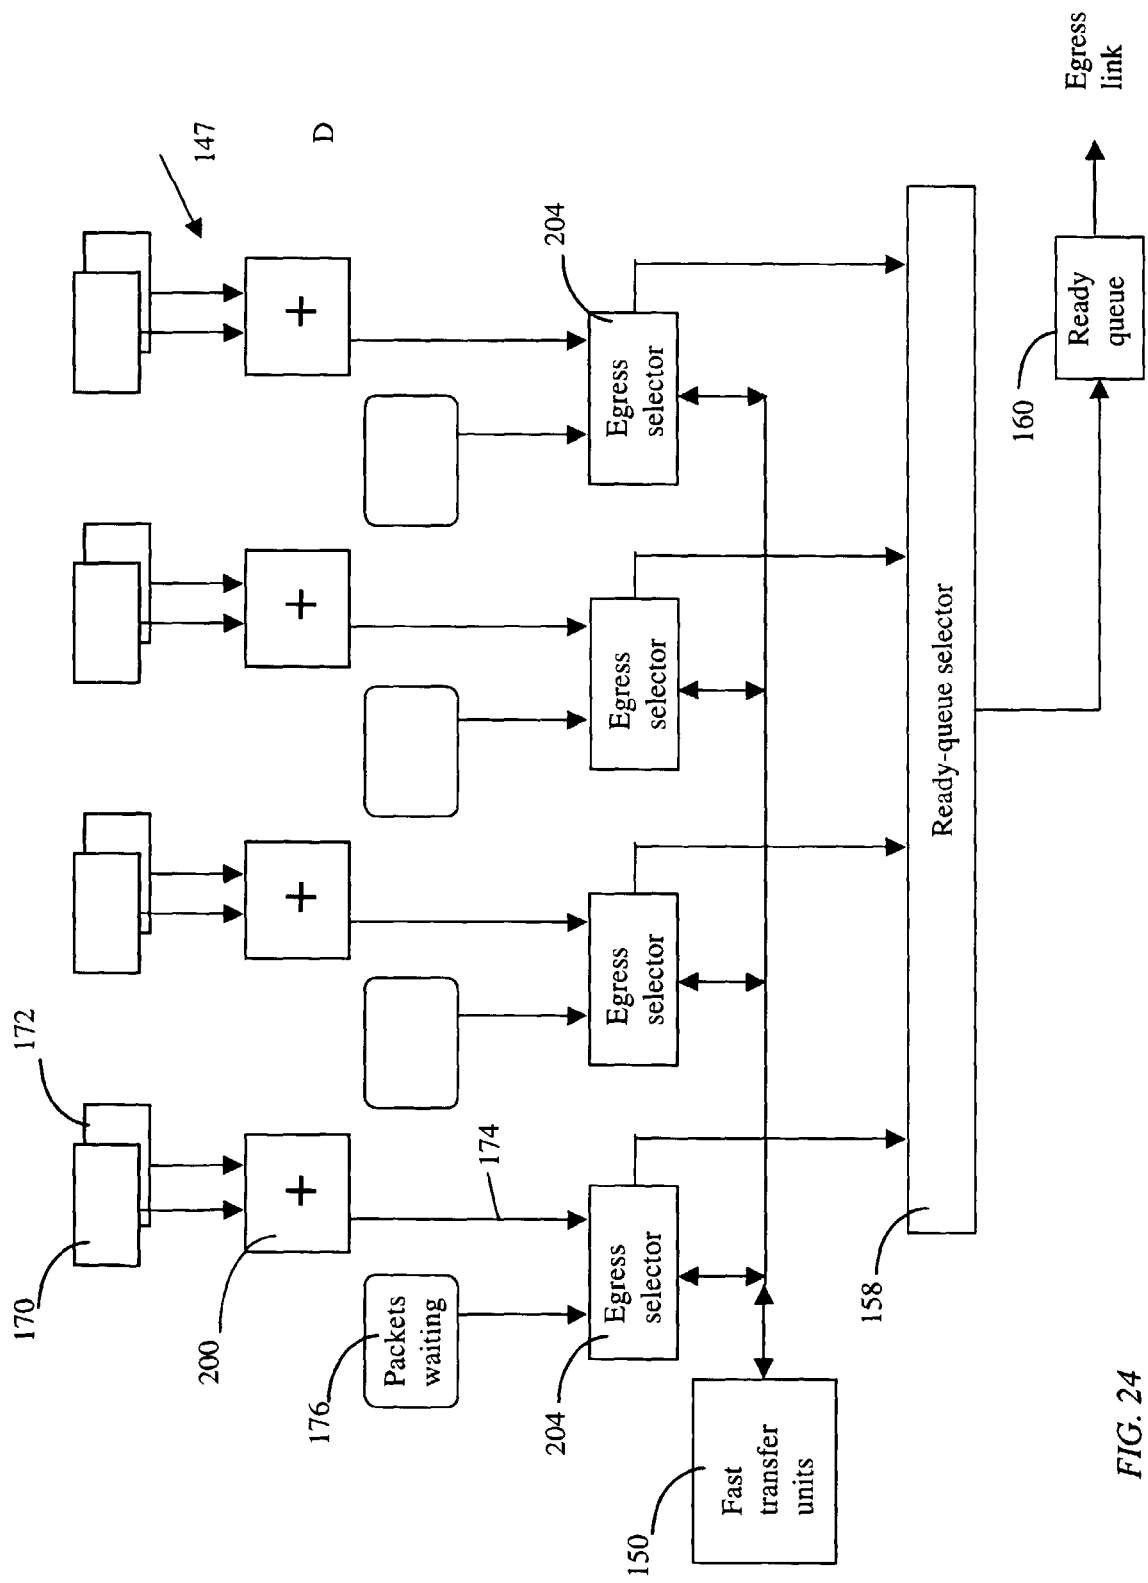 170
172
147
200
+
+
+
+
D
176
Packets
waiting
174
204
Egress
selector
Egress
selector
Egress
selector
Egress
selector
204
150
Fast
transfer
units
158
Ready-queue selector
160
Ready
queue
Egress
link
FIG. 24